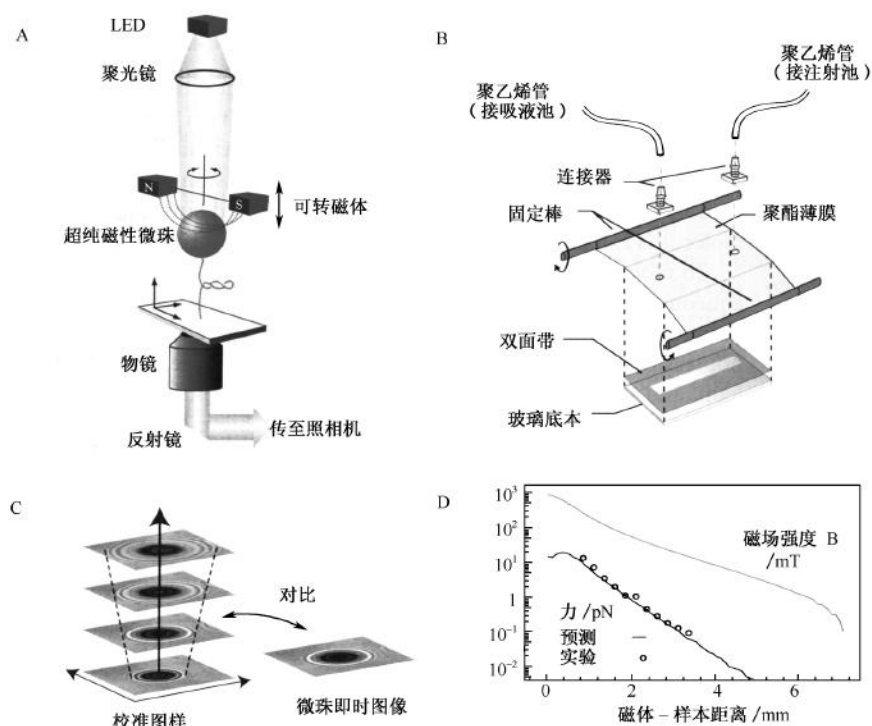 A
LED
聚光镜
N
S
可转磁体
超纯磁性微珠
物镜
反射镜
传至照相机
B
聚乙烯管
(接吸液池)
聚乙烯管
(接注射池)
连接器
固定棒
聚酯薄膜
双面带
玻璃底本
C
对比
校准图样
微珠即时图像
D
10³
10²
10¹
1
10⁻¹
10⁻²
磁场强度 B
/mT
力 /pN
预测 —
实验 o
0 2 4 6
磁体 – 样本距离 /mm